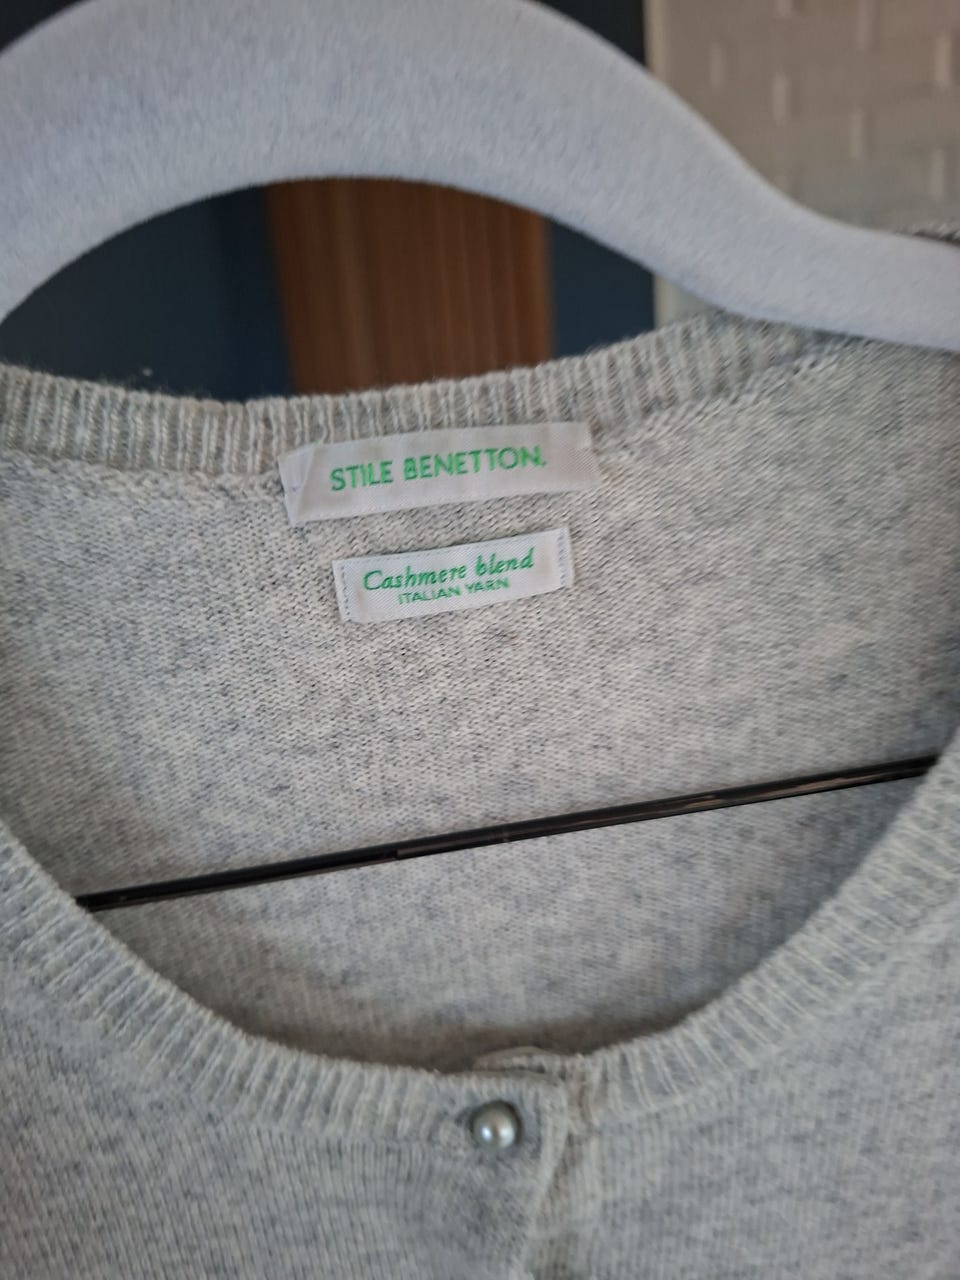 STILE BENETTON.
Cashmere blend
ITALIAN YARN